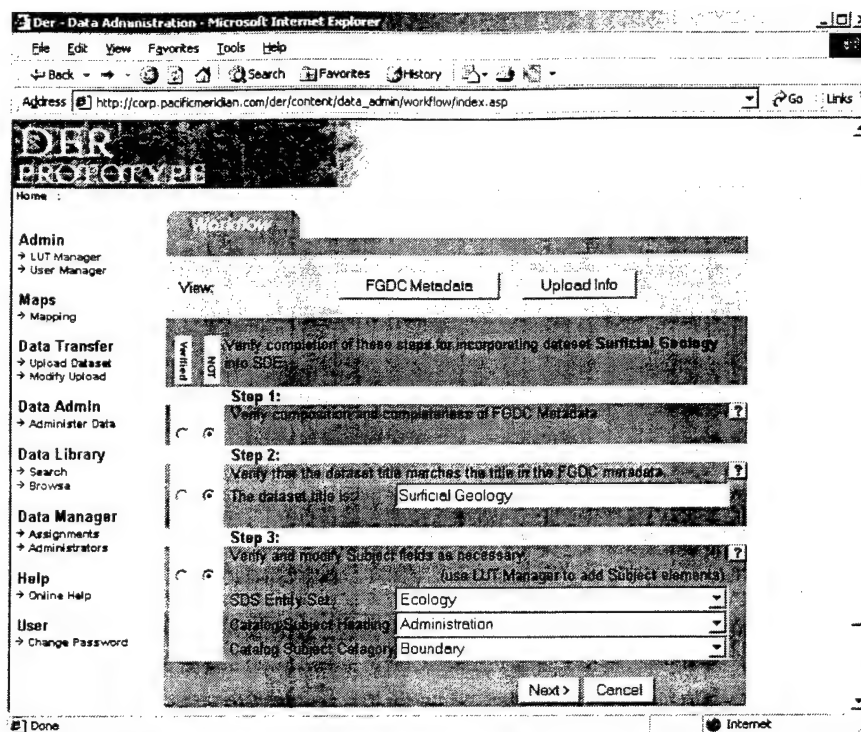 Der - Data Administration - Microsoft Internet Explorer
File Edit View Favorites Tools Help
Back Search Favorites History
Address http://corp.pacificmeridian.com/der/content/data_admin/workflow/index.asp Go Links
DER
PROTOTYPE
Home :
Workflow
Admin
LUT Manager
User Manager
Maps
Mapping
Data Transfer
Upload Dataset
Modify Upload
Data Admin
Administer Data
Data Library
Search
Browse
Data Manager
Assignments
Administrators
Help
Online Help
User
Change Password
View: FGDC Metadata Upload Info
Verified NOT
Verify completion of these steps for incorporating dataset Surficial Geology
into SDE.
Step 1:
Verify composition and completeness of FGDC Metadata ?
Step 2:
Verify that the dataset title matches the title in the FGDC metadata. ?
The dataset title is: Surficial Geology
Step 3:
Verify and modify Subject fields as necessary. ?
(use LUT Manager to add Subject elements)
SDS Entity Set: Ecology
Catalog Subject Heading Administration
Catalog Subject Catagory Boundary
Next > Cancel
Done Internet